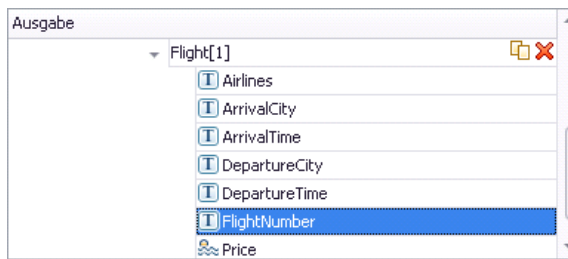 Ausgabe
Flight[1]
T Airlines
T ArrivalCity
T ArrivalTime
T DepartureCity
T DepartureTime
T FlightNumber
Price